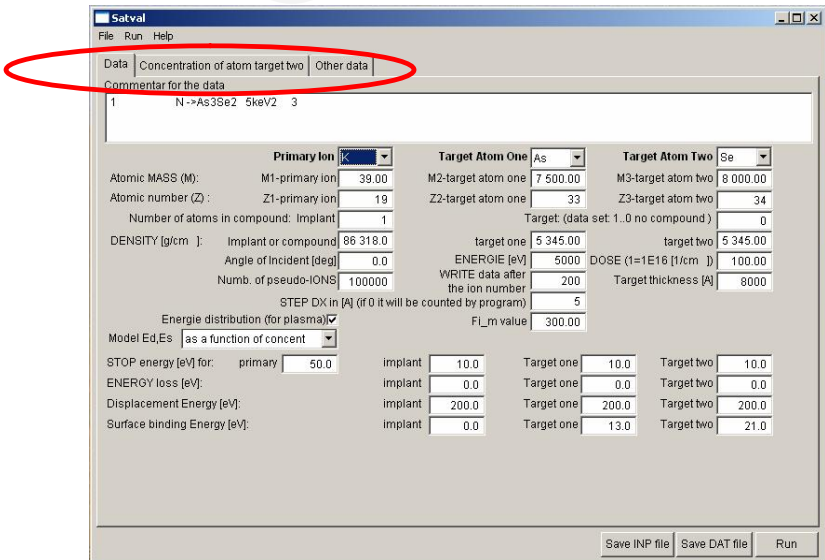 Satval
File Run Help
Data Concentration of atom target two Other data
Commentar for the data
1 N->As3Se2 5keV2 3
Primary Ion K Target Atom One As Target Atom Two Se
Atomic MASS (M): M1-primary ion 39.00 M2-target atom one 7 500.00 M3-target atom two 8 000.00
Atomic number (Z) : Z1-primary ion 19 Z2-target atom one 33 Z3-target atom two 34
Number of atoms in compound: Implant 1 Target: (data set: 1..0 no compound ) 0
DENSITY [g/cm ]: Implant or compound 86 318.0 target one 5 345.00 target two 5 345.00
Angle of Incident [deg] 0.0 ENERGIE [eV] 5000 DOSE (1=1E16 [1/cm ]) 100.00
Numb. of pseudo-IONS 100000 WRITE data after the ion number 200 Target thickness [A] 8000
STEP DX in [A] (if 0 it will be counted by program) 5
Energie distribution (for plasma) Fi_m value 300.00
Model Ed,Es as a function of concent
STOP energy [eV] for: primary 50.0 implant 10.0 Target one 10.0 Target two 10.0
ENERGY loss [eV]: implant 0.0 Target one 0.0 Target two 0.0
Displacement Energy [eV]: implant 200.0 Target one 200.0 Target two 200.0
Surface binding Energy [eV]: implant 0.0 Target one 13.0 Target two 21.0
Save INP file Save DAT file Run